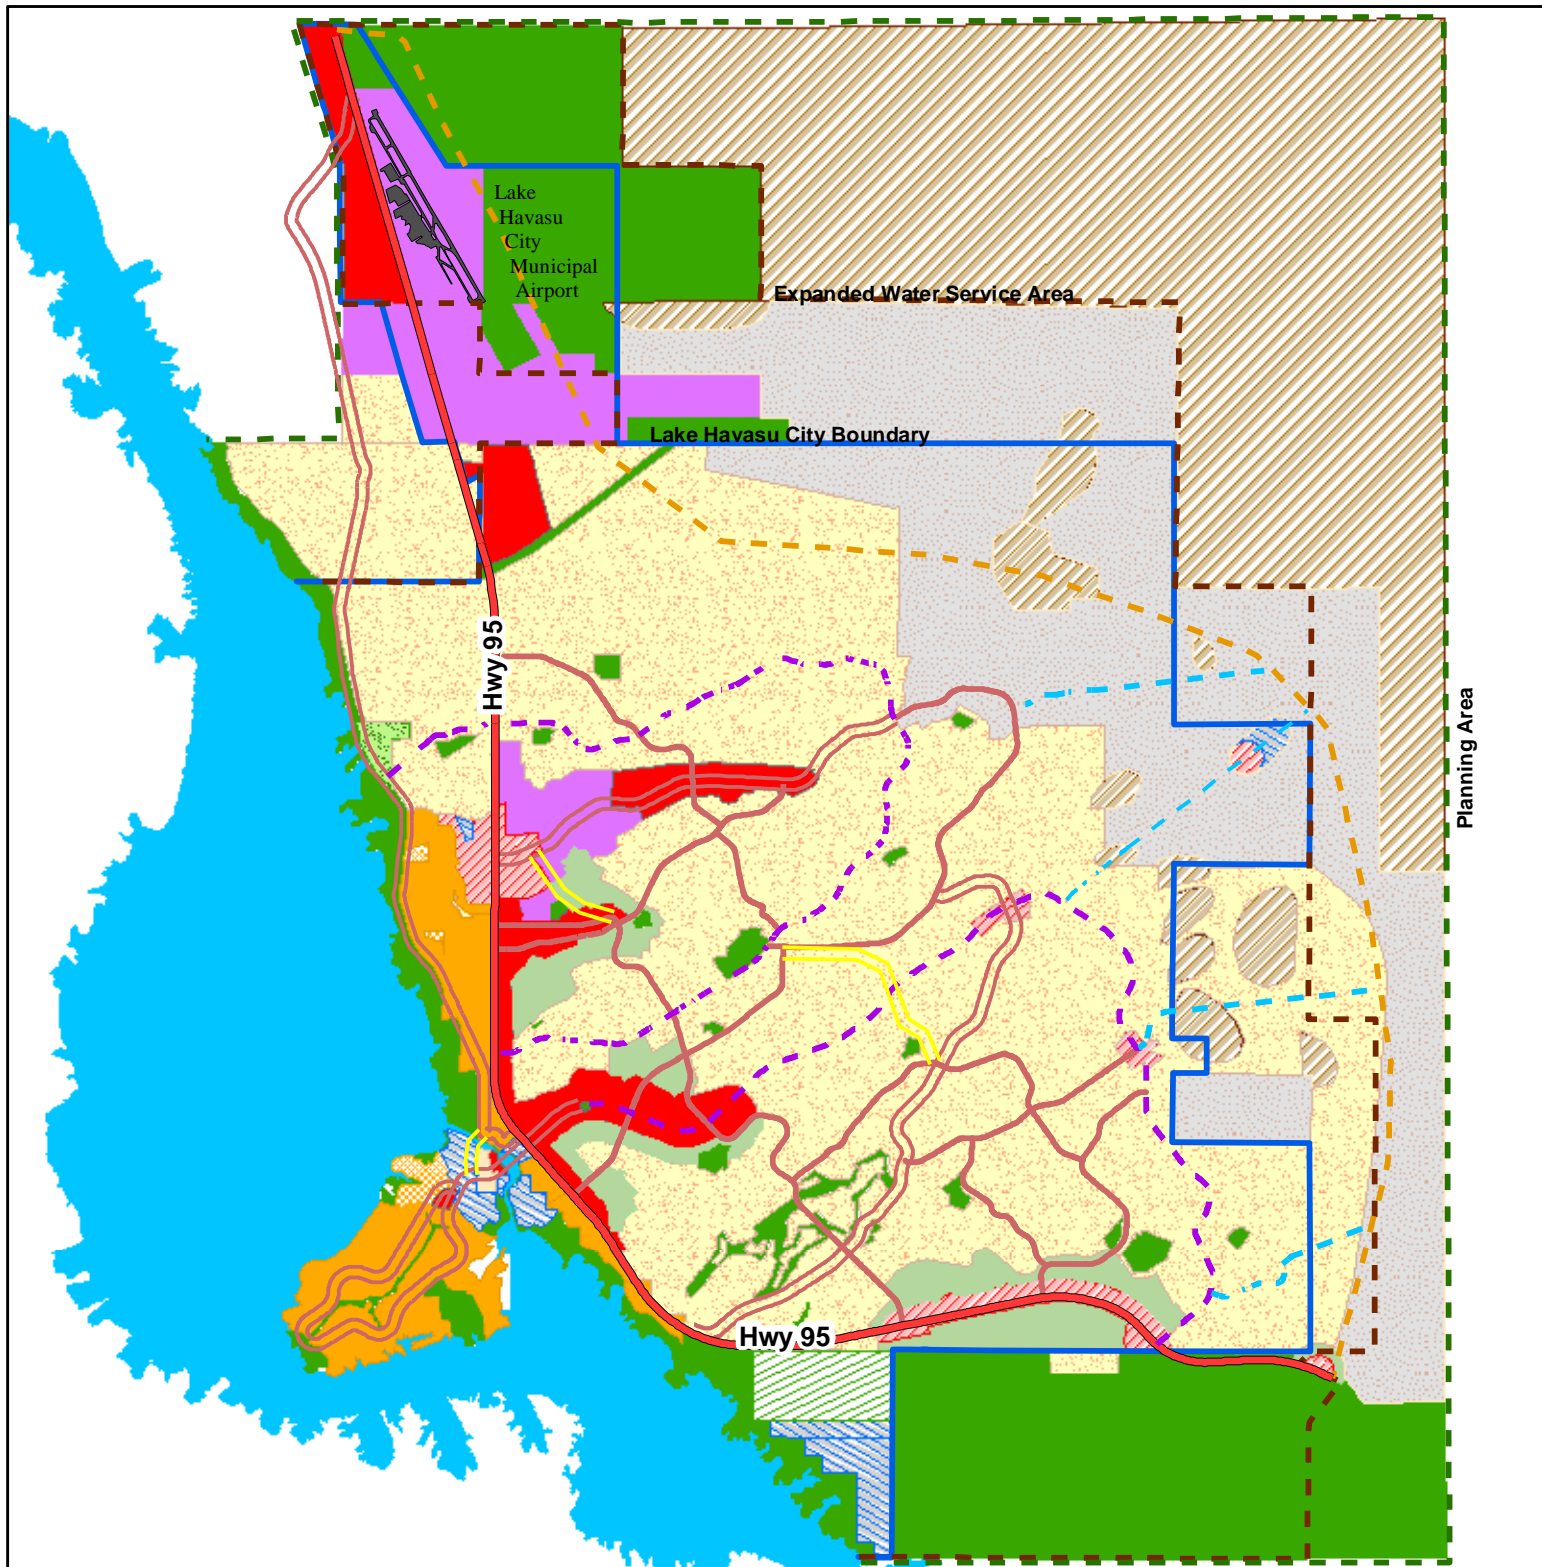 Lake
Havasu
City
Municipal
Airport
Expanded Water Service Area
Lake Havasu City Boundary
Hwy 95
Planning Area
Hwy 95